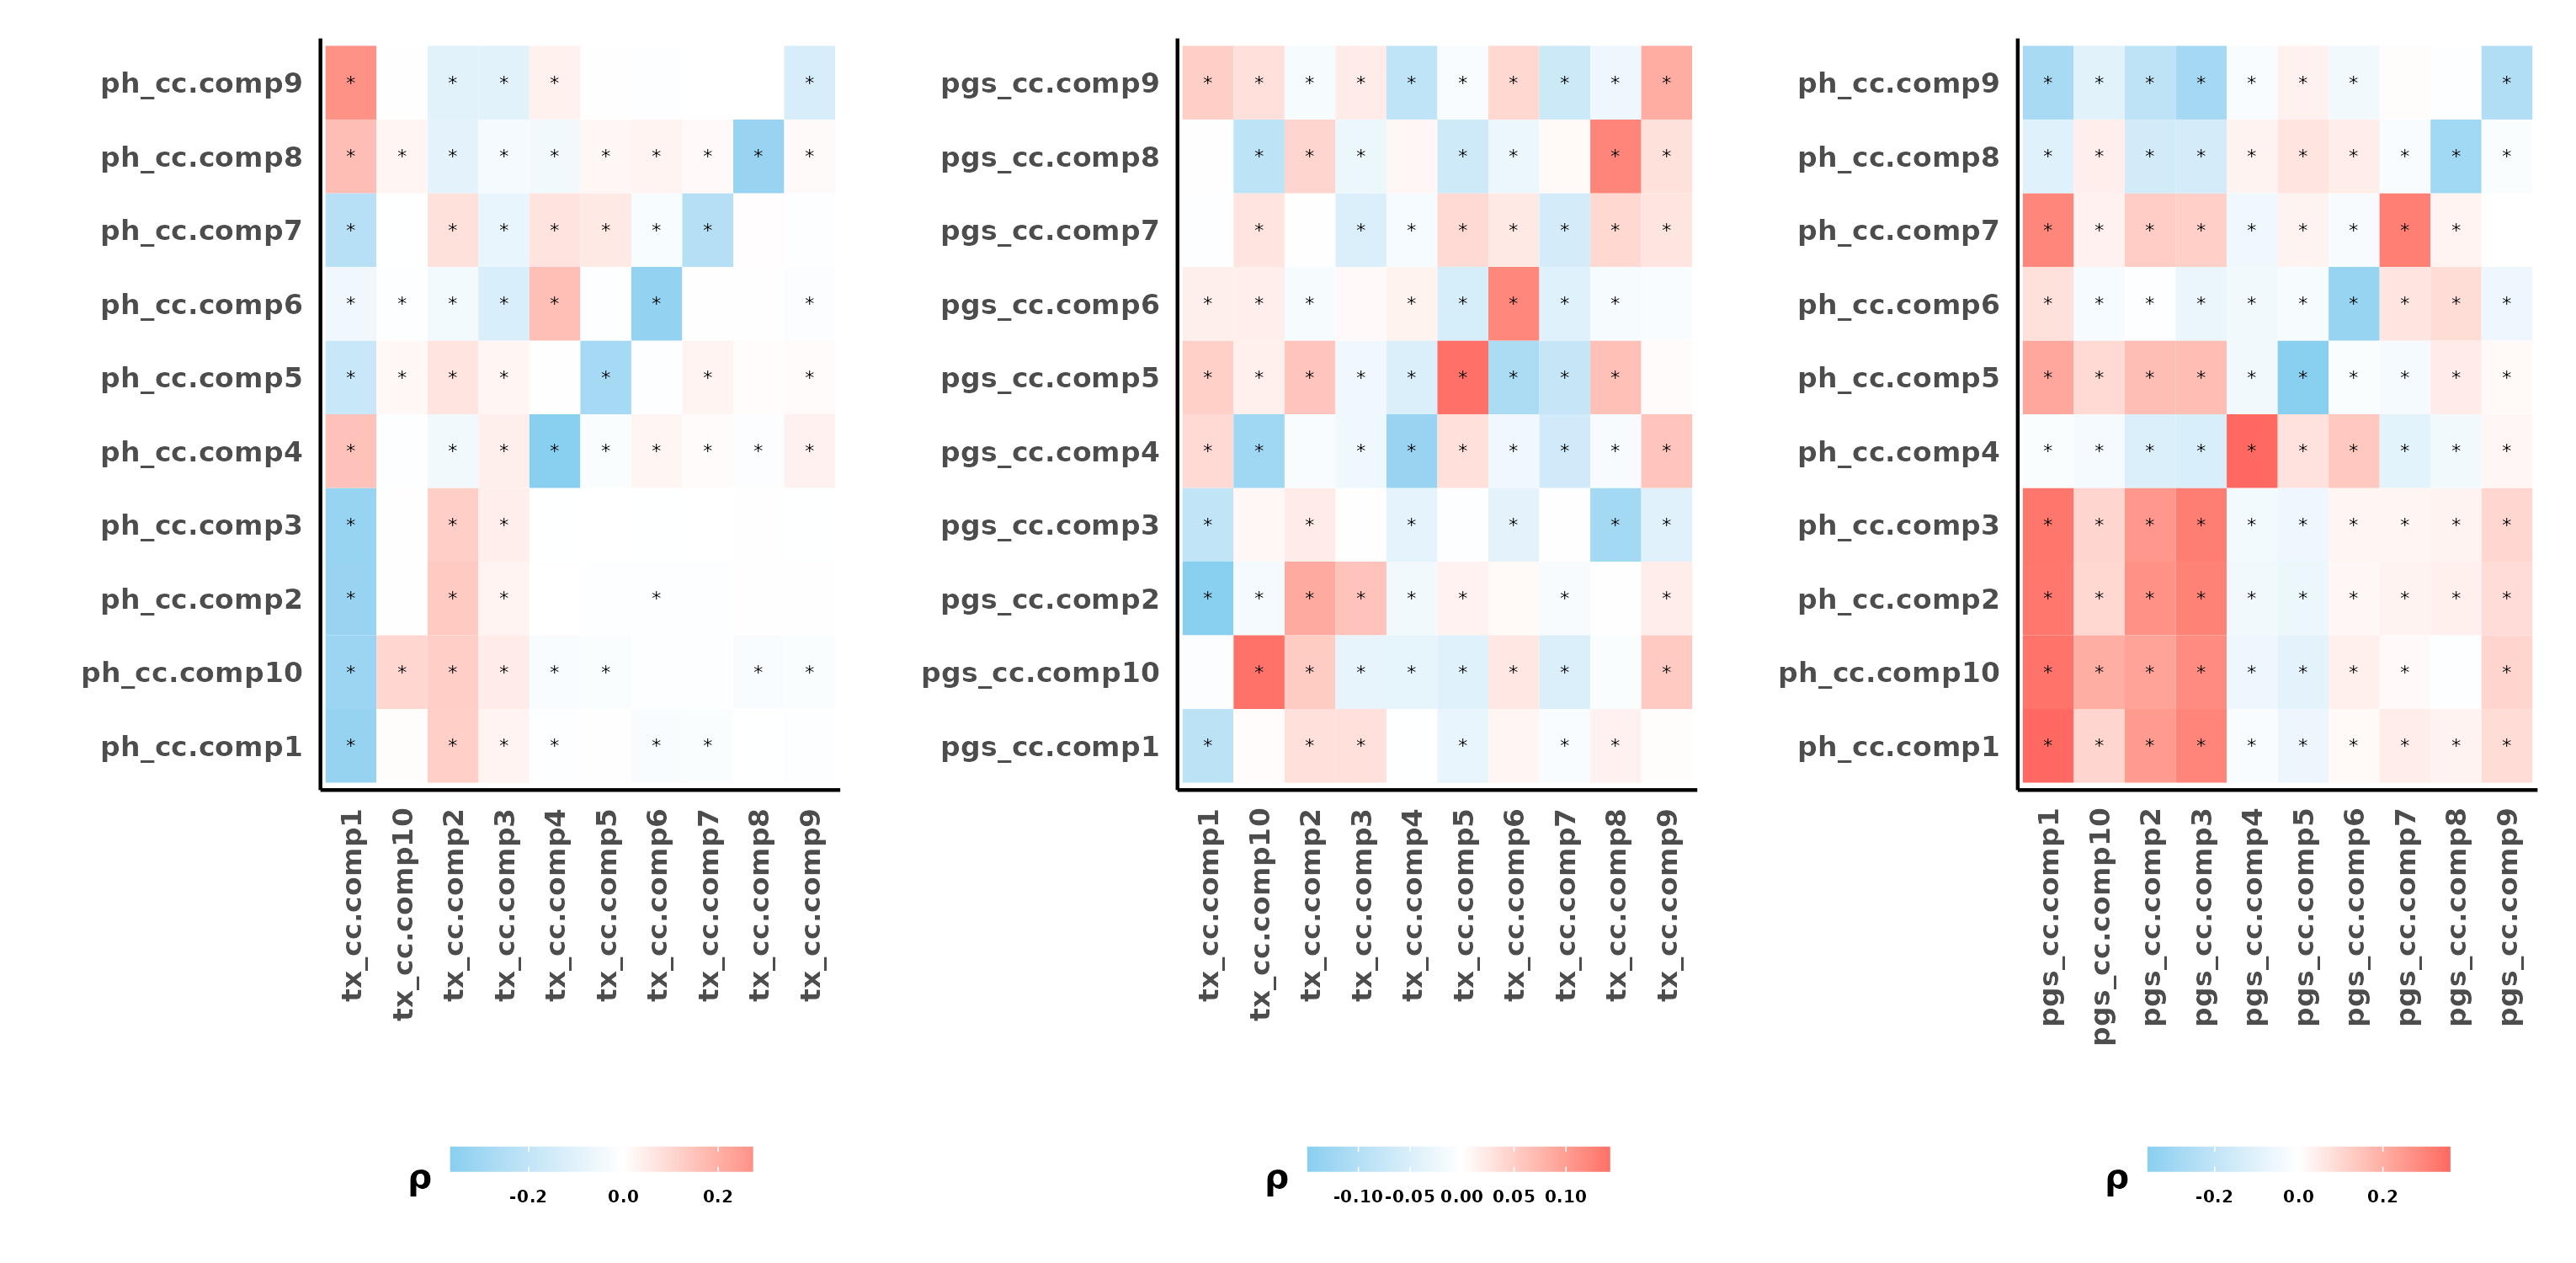 ph_cc.comp9
ph_cc.comp8
ph_cc.comp7
ph_cc.comp6
ph_cc.comp5
ph_cc.comp4
ph_cc.comp3
ph_cc.comp2
ph_cc.comp10
ph_cc.comp1
tx_cc.comp1
tx_cc.comp10
tx_cc.comp2
tx_cc.comp3
tx_cc.comp4
tx_cc.comp5
tx_cc.comp6
tx_cc.comp7
tx_cc.comp8
tx_cc.comp9
ρ
-0.2 0.0 0.2
pgs_cc.comp9
pgs_cc.comp8
pgs_cc.comp7
pgs_cc.comp6
pgs_cc.comp5
pgs_cc.comp4
pgs_cc.comp3
pgs_cc.comp2
pgs_cc.comp10
pgs_cc.comp1
tx_cc.comp1
tx_cc.comp10
tx_cc.comp2
tx_cc.comp3
tx_cc.comp4
tx_cc.comp5
tx_cc.comp6
tx_cc.comp7
tx_cc.comp8
tx_cc.comp9
ρ
-0.10 -0.05 0.00 0.05 0.10
ph_cc.comp9
ph_cc.comp8
ph_cc.comp7
ph_cc.comp6
ph_cc.comp5
ph_cc.comp4
ph_cc.comp3
ph_cc.comp2
ph_cc.comp10
ph_cc.comp1
pgs_cc.comp1
pgs_cc.comp10
pgs_cc.comp2
pgs_cc.comp3
pgs_cc.comp4
pgs_cc.comp5
pgs_cc.comp6
pgs_cc.comp7
pgs_cc.comp8
pgs_cc.comp9
ρ
-0.2 0.0 0.2